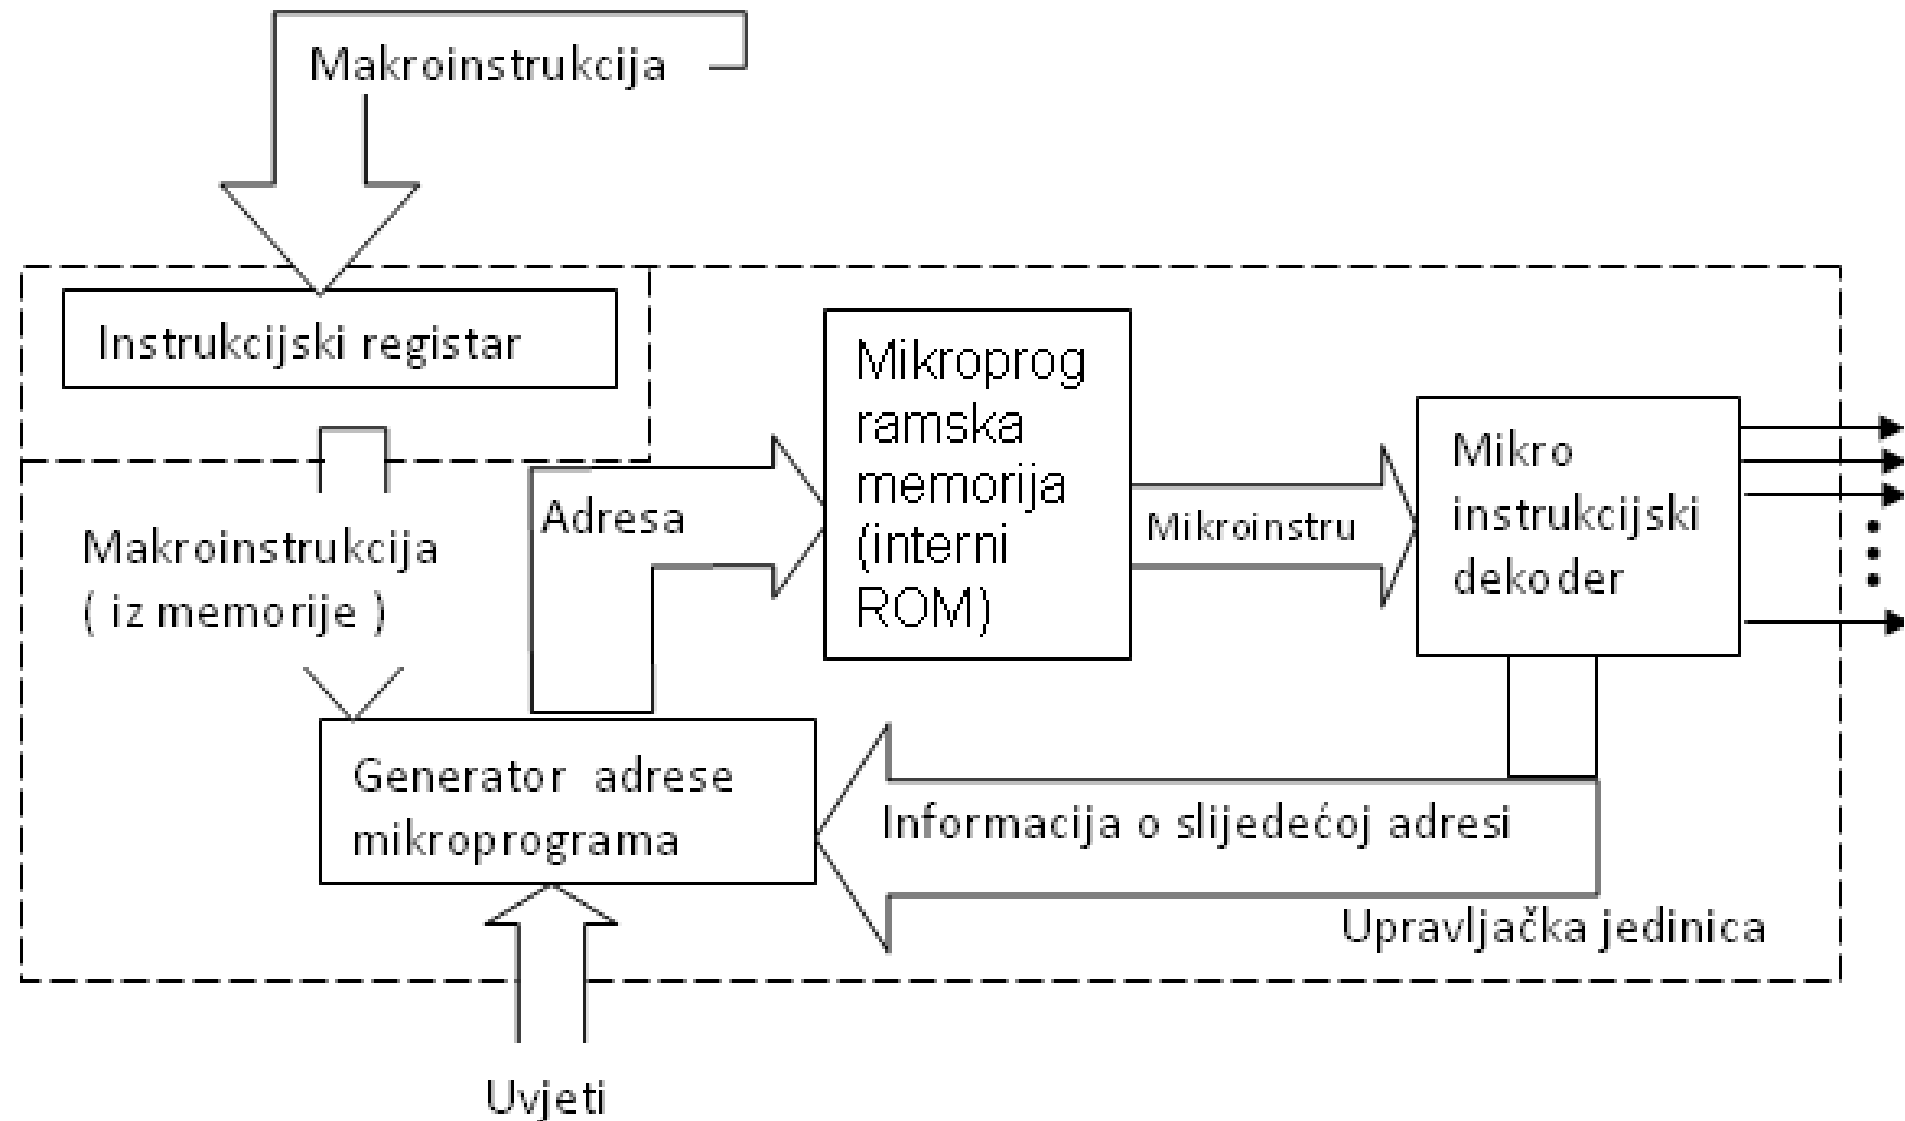 Makroinstrukcija
Instrukcijski registar
Makroinstrukcija
( iz memorije )
Adresa
Mikroprog
ramska
memorija
(interni
ROM)
Mikroinstru
Mikro
instrukcijski
dekoder
Generator adrese
mikroprograma
Informacija o slijedećoj adresi
Upravljačka jedinica
Uvjeti